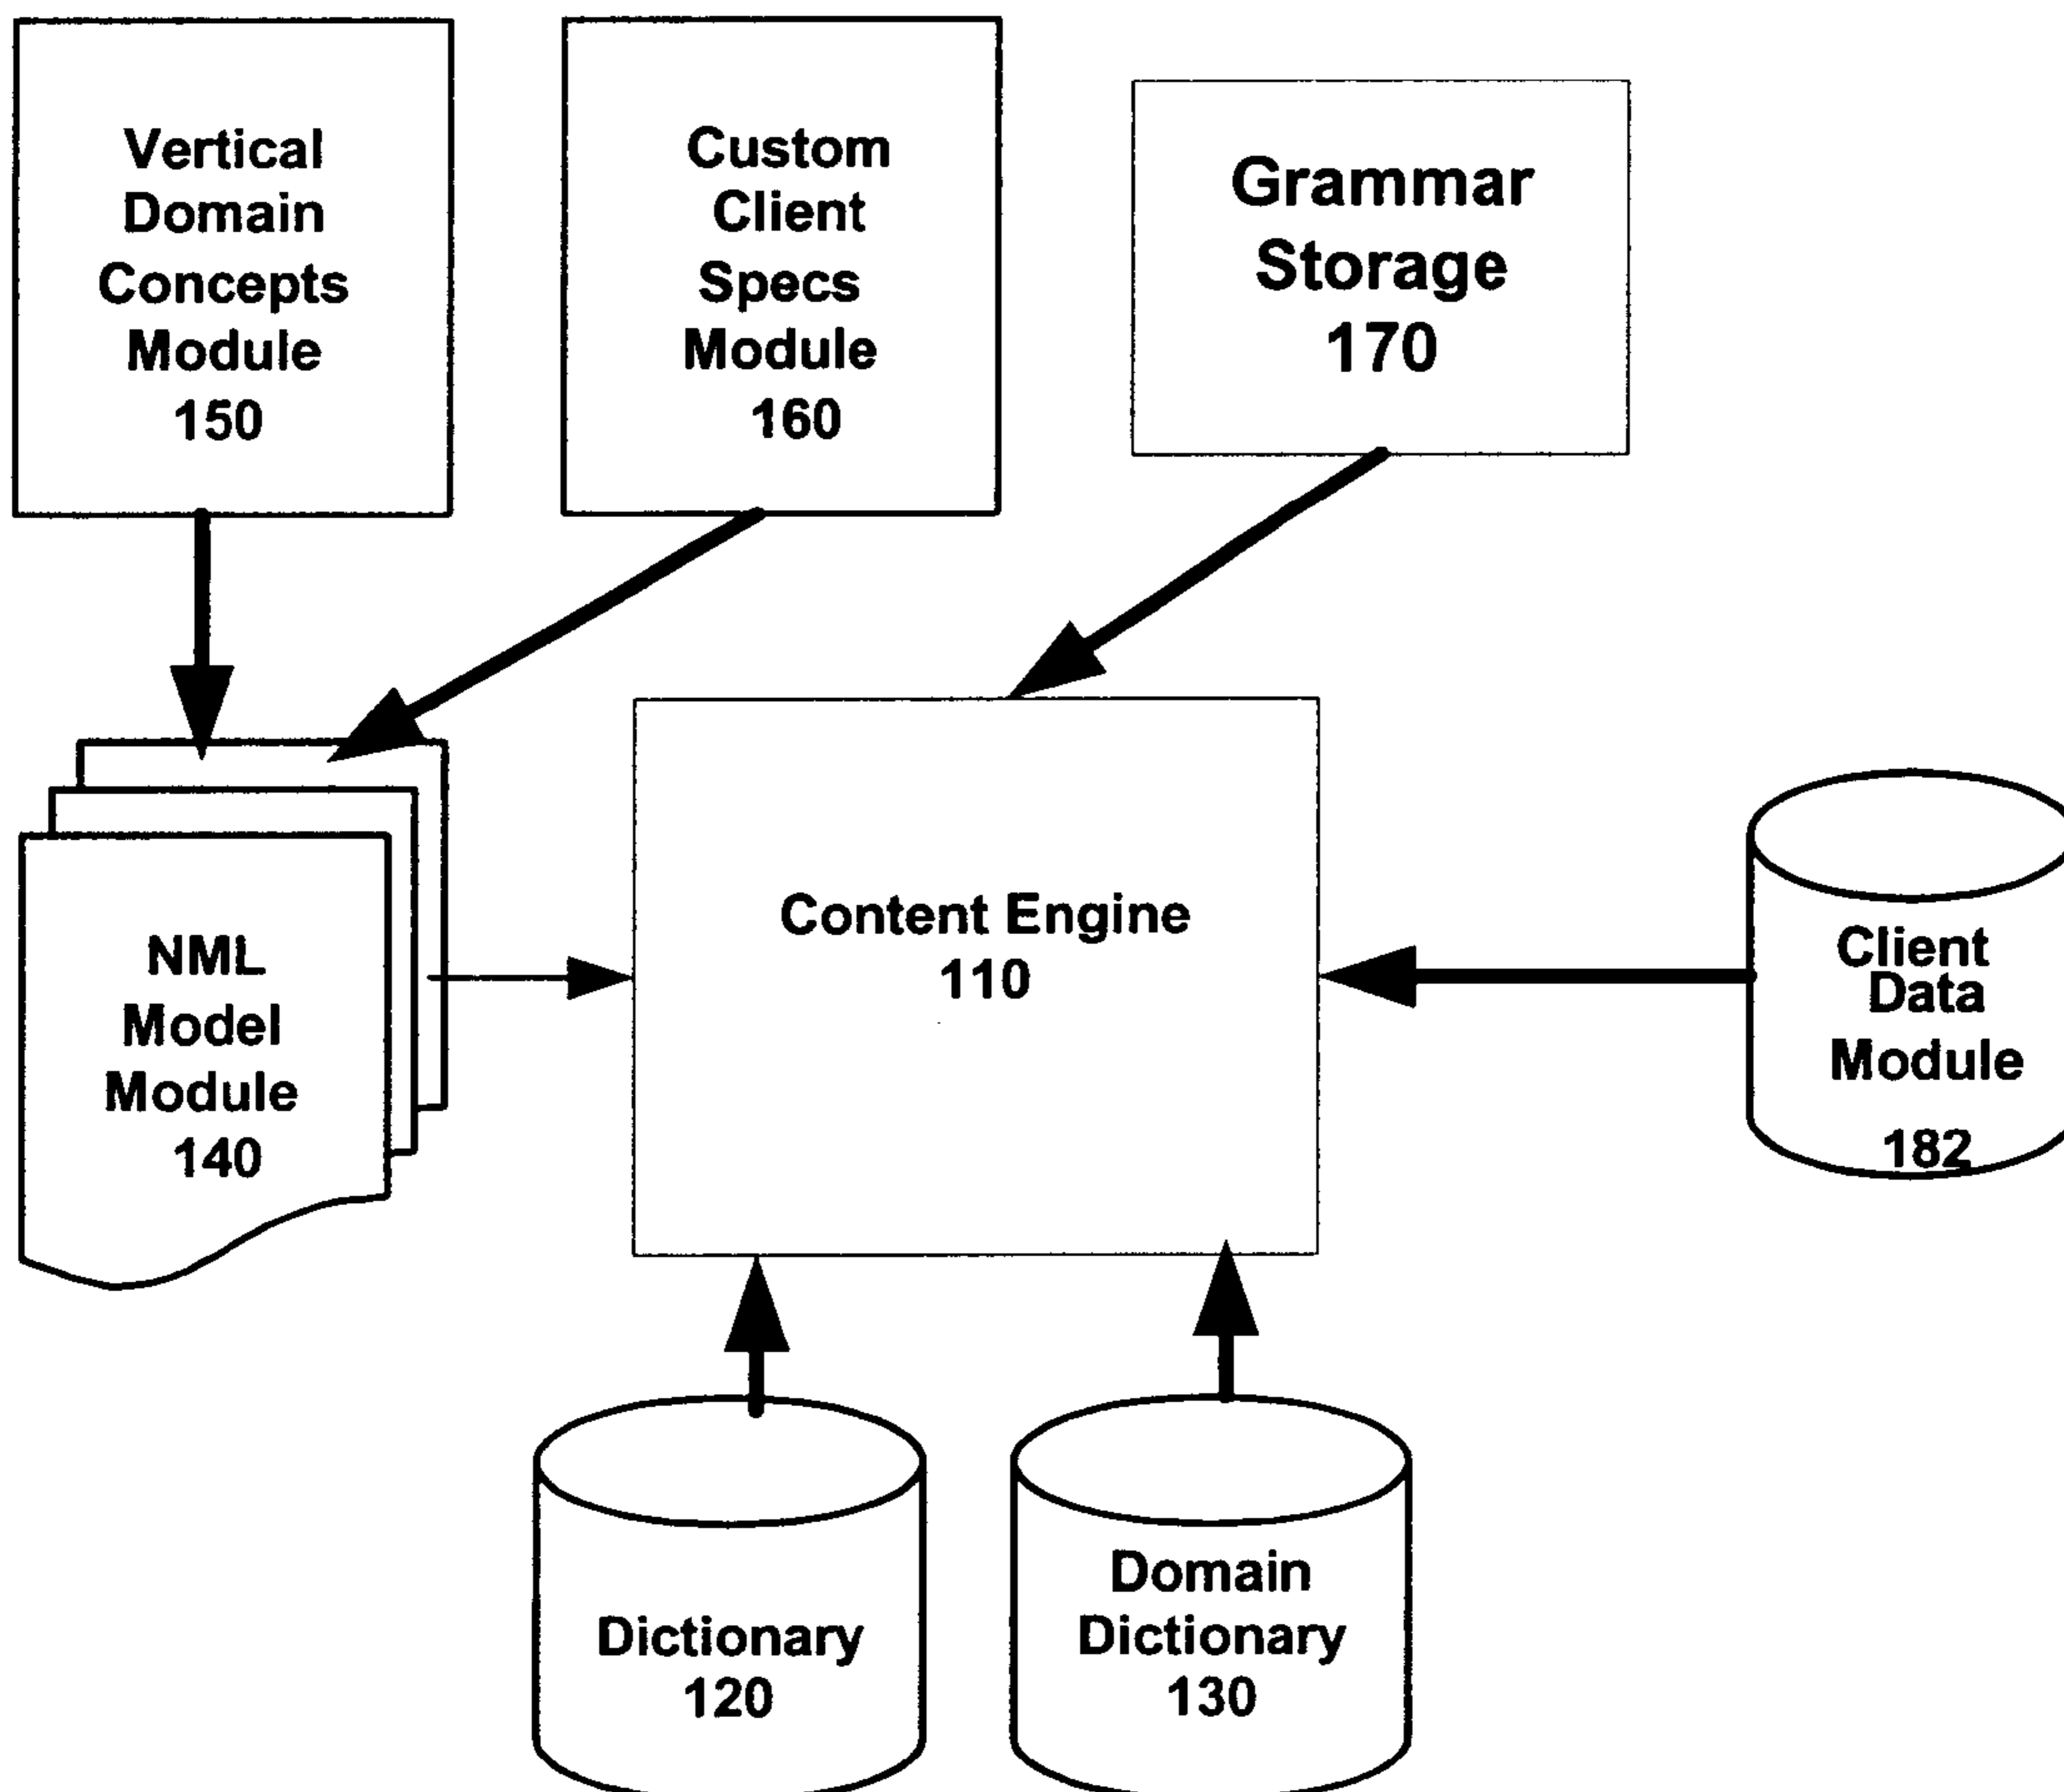 Vertical
Domain
Concepts
Module
150
Custom
Client
Specs
Module
160
Grammar
Storage
170
NML
Model
Module
140
Content Engine
110
Client
Data
Module
182
Dictionary
120
Domain
Dictionary
130